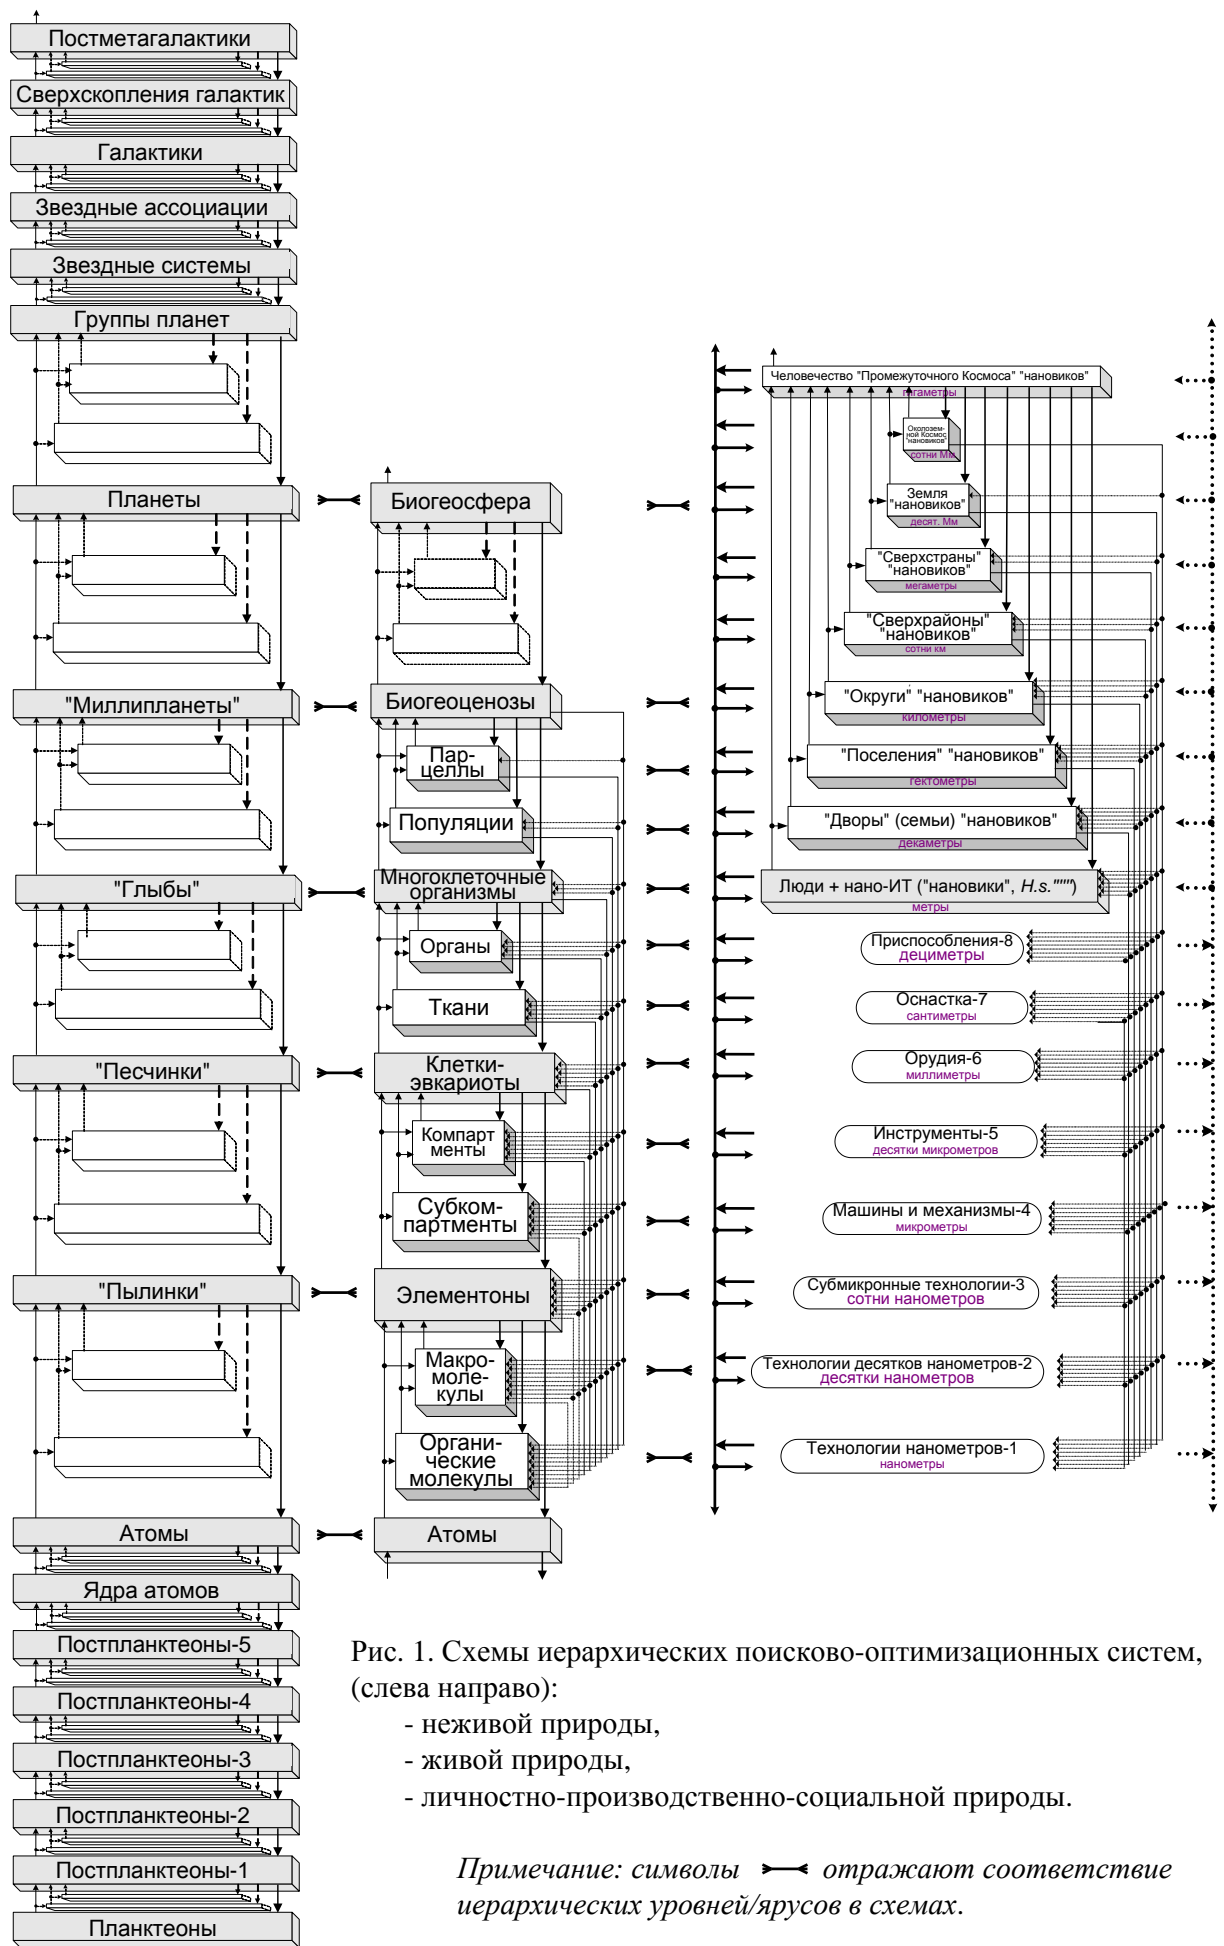 Постметагалактики
Сверхскопления галактик
Галактики
Звездные ассоциации
Звездные системы
Группы планет
Планеты
"Миллипланеты"
"Глыбы"
"Песчинки"
"Пылинки"
Атомы
Ядра атомов
Постпланктеоны-5
Постпланктеоны-4
Постпланктеоны-3
Постпланктеоны-2
Постпланктеоны-1
Планктеоны
Биогеосфера
Биогеоценозы
Пар-
целлы
Популяции
Многоклеточные
организмы
Органы
Ткани
Клетки-
эвкариоты
Компарт
менты
Субком-
партменты
Элементоны
Макро-
моле-
кулы
Органи-
ческие
молекулы
Атомы
Человечество "Промежуточного Космоса" "нановиков"
гигаметры
Околозем-
ной Космос
"нановиков"
сотни Мм
Земля
"нановиков"
десят. Мм
"Сверхстраны"
"нановиков"
мегаметры
"Сверхрайоны"
"нановиков"
сотни км
"Округи" "нановиков"
километры
"Поселения" "нановиков"
гектометры
"Дворы" (семьи) "нановиков"
декаметры
Люди + нано-ИТ ("нановики", H.s.""")
метры
Приспособления-8
дециметры
Оснастка-7
сантиметры
Орудия-6
миллиметры
Инструменты-5
десятки микрометров
Машины и механизмы-4
микрометры
Субмикронные технологии-3
сотни нанометров
Технологии десятков нанометров-2
десятки нанометров
Технологии нанометров-1
нанометры
Рис. 1. Схемы иерархических поисково-оптимизационных систем,
(слева направо):
- неживой природы,
- живой природы,
- личностно-производственно-социальной природы.
Примечание: символы отражают соответствие
иерархических уровней/ярусов в схемах.